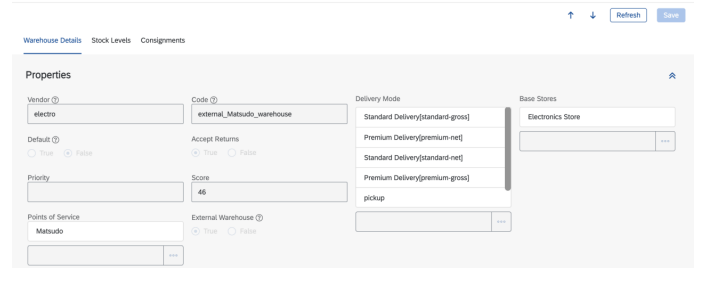 Refresh
Save
Warehouse Details Stock Levels Consignments
Properties
Vendor
electro
Code
external_Matsudo_warehouse
Delivery Mode
Standard Delivery[standard-gross]
Premium Delivery[premium-net]
Standard Delivery[standard-net]
Premium Delivery[premium-gross]
pickup
Base Stores
Electronics Store
Default
True False
Accept Returns
True False
Priority
Score
46
Points of Service
Matsudo
External Warehouse
True False